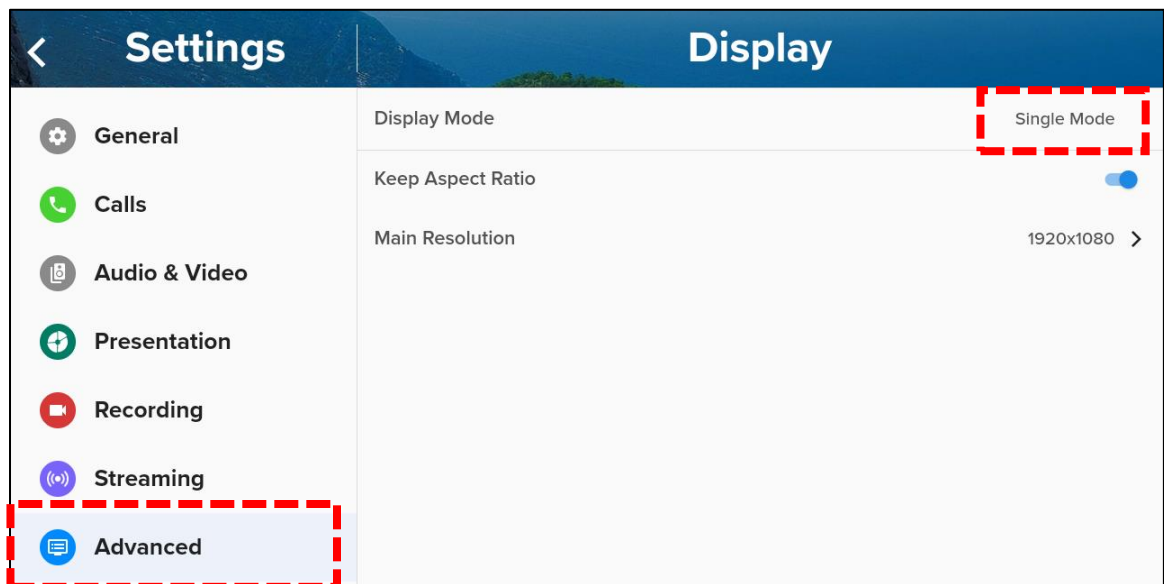 Settings
Display
General
Calls
Audio & Video
Presentation
Recording
Streaming
Advanced
Display Mode
Single Mode
Keep Aspect Ratio
Main Resolution
1920x1080